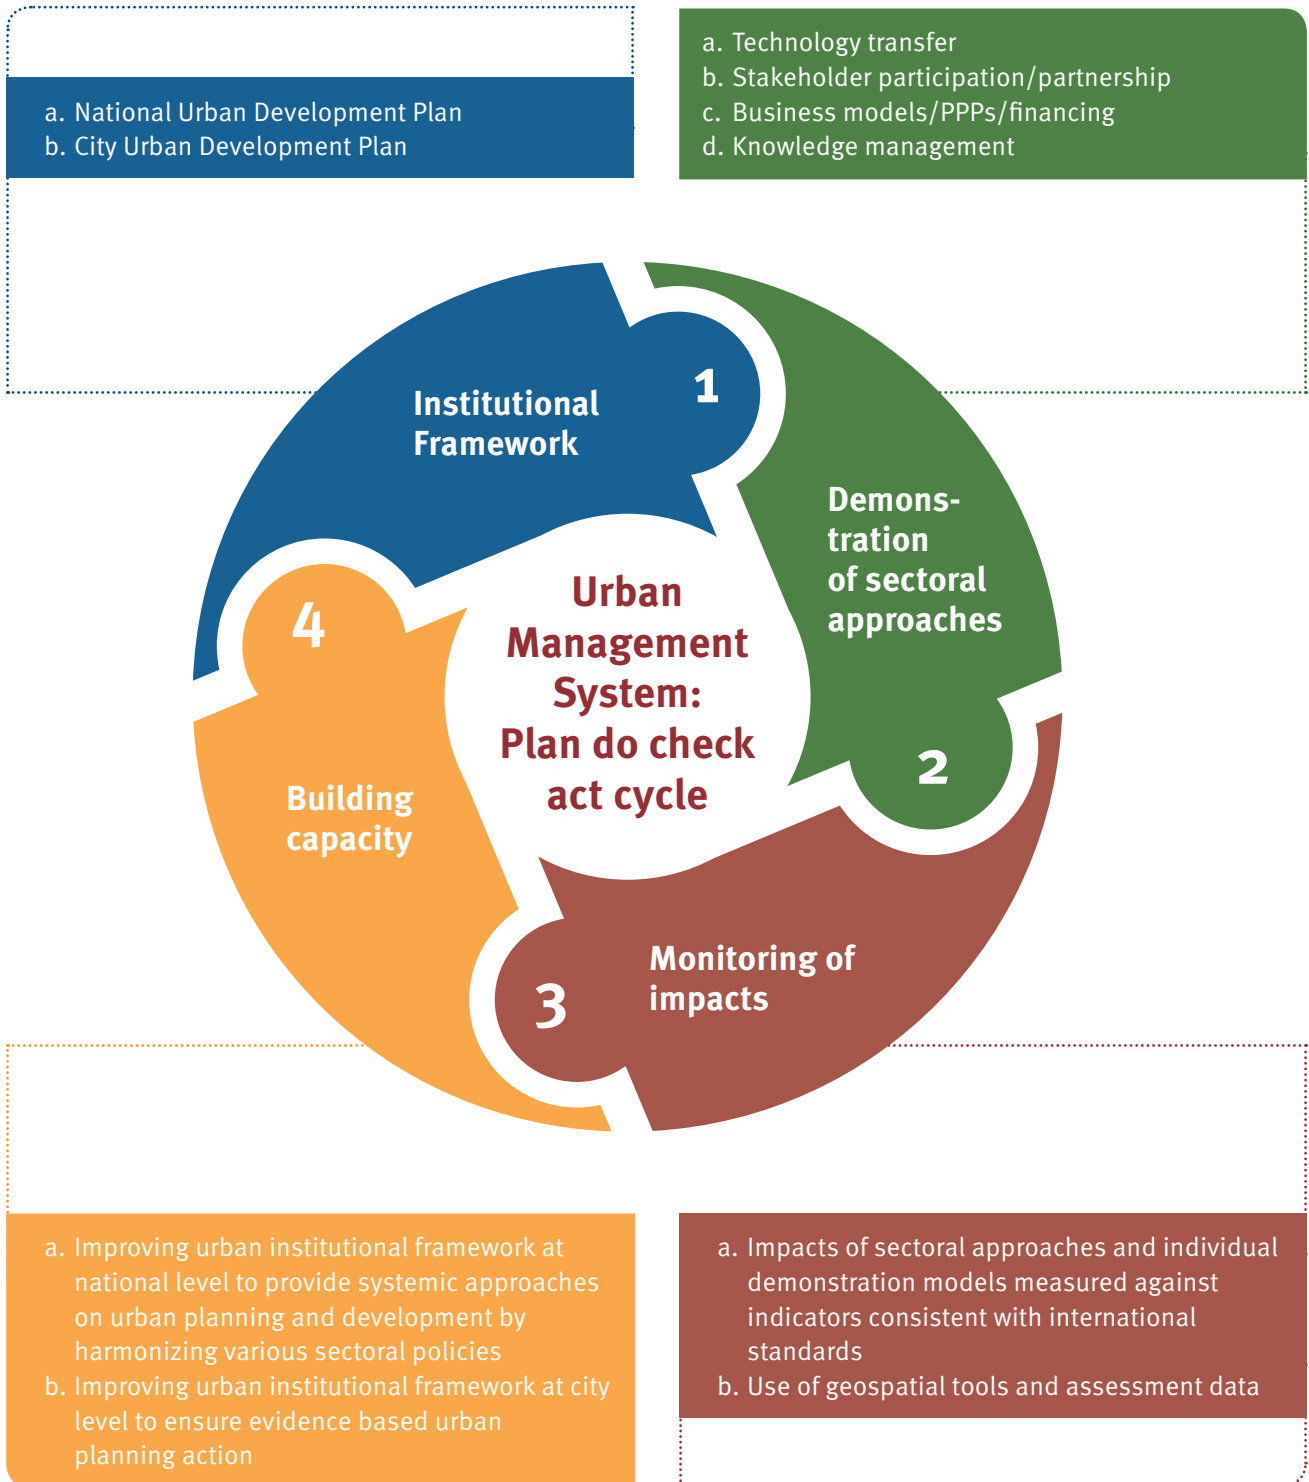 a. National Urban Development Plan
b. City Urban Development Plan
a. Technology transfer
b. Stakeholder participation/partnership
c. Business models/PPPs/financing
d. Knowledge management
Institutional
Framework
1
Demons-
tration
of sectoral
approaches
2
Urban
Management
System:
Plan do check
act cycle
4
Building
capacity
Monitoring of
impacts
3
a. Improving urban institutional framework at
national level to provide systemic approaches
on urban planning and development by
harmonizing various sectoral policies
b. Improving urban institutional framework at city
level to ensure evidence based urban
planning action
a. Impacts of sectoral approaches and individual
demonstration models measured against
indicators consistent with international
standards
b. Use of geospatial tools and assessment data